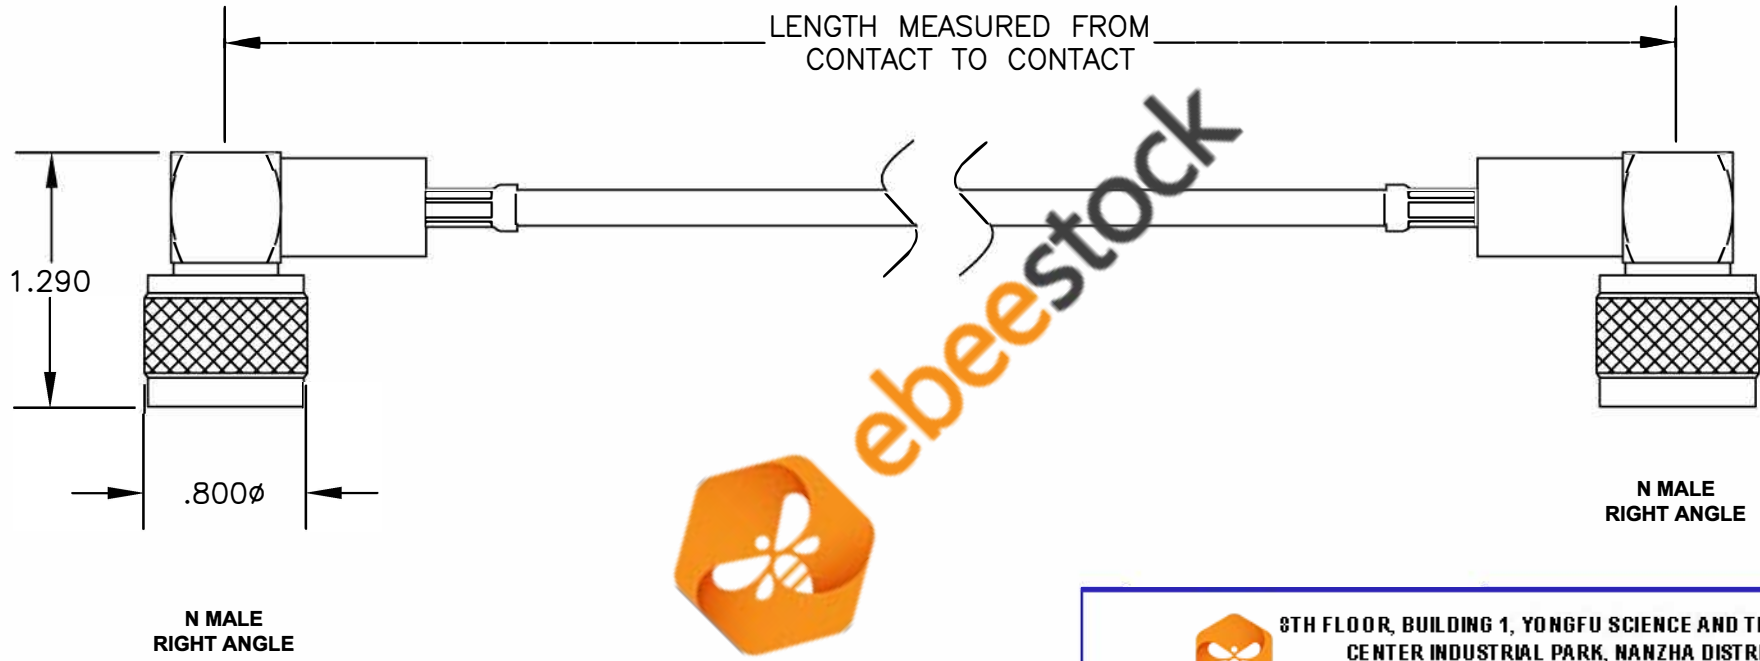 LENGTH MEASURED FROM
CONTACT TO CONTACT
1.290
.800ø
ebeestock
N MALE
RIGHT ANGLE
N MALE
RIGHT ANGLE
8TH FLOOR, BUILDING 1, YONGFU SCIENCE AND
CENTER INDUSTRIAL PARK, NANZHA